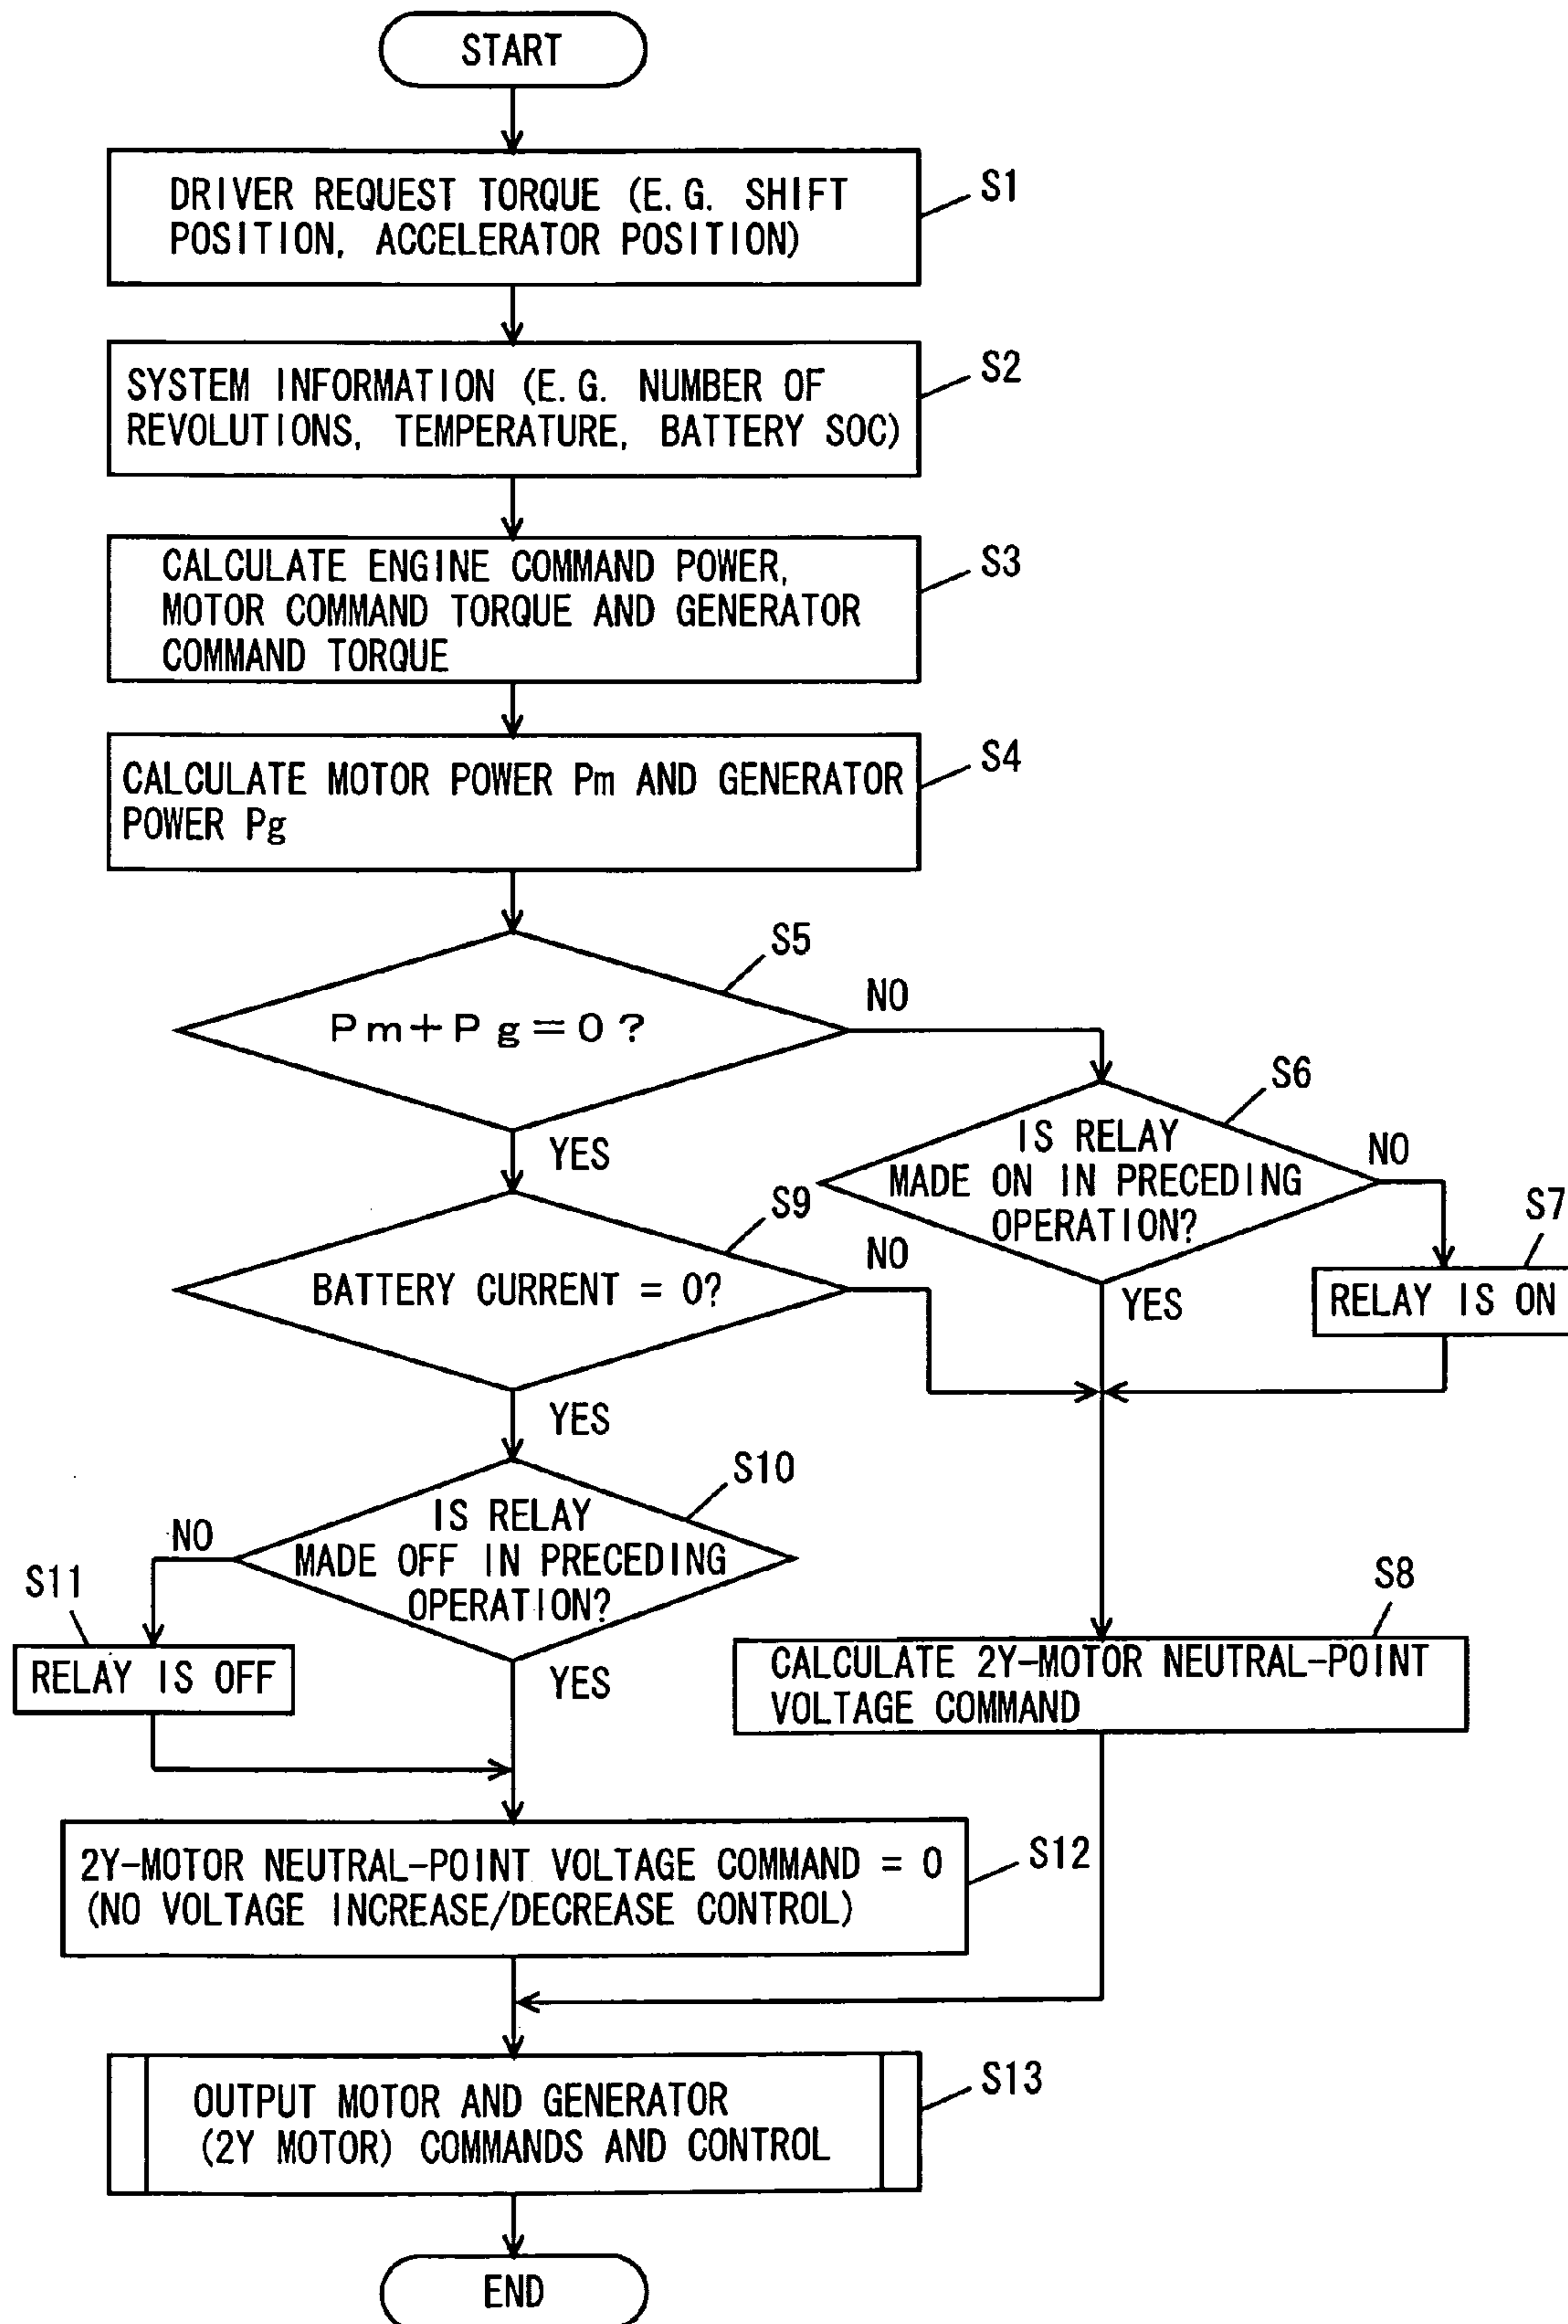 START
DRIVER REQUEST TORQUE (E.G. SHIFT
POSITION, ACCELERATOR POSITION)
S1
SYSTEM INFORMATION (E.G. NUMBER OF
REVOLUTIONS, TEMPERATURE, BATTERY SOC)
S2
CALCULATE ENGINE COMMAND POWER,
MOTOR COMMAND TORQUE AND GENERATOR
COMMAND TORQUE
S3
CALCULATE MOTOR POWER Pm AND GENERATOR
POWER Pg
S4
S5
Pm+Pg=0?
NO
YES
S6
IS RELAY
MADE ON IN PRECEDING
OPERATION?
NO
YES
S7
RELAY IS ON
S9
BATTERY CURRENT = 0?
NO
YES
S10
IS RELAY
MADE OFF IN PRECEDING
OPERATION?
NO
YES
S11
RELAY IS OFF
S8
CALCULATE 2Y-MOTOR NEUTRAL-POINT
VOLTAGE COMMAND
2Y-MOTOR NEUTRAL-POINT VOLTAGE COMMAND = 0
(NO VOLTAGE INCREASE/DECREASE CONTROL)
S12
OUTPUT MOTOR AND GENERATOR
(2Y MOTOR) COMMANDS AND CONTROL
S13
END